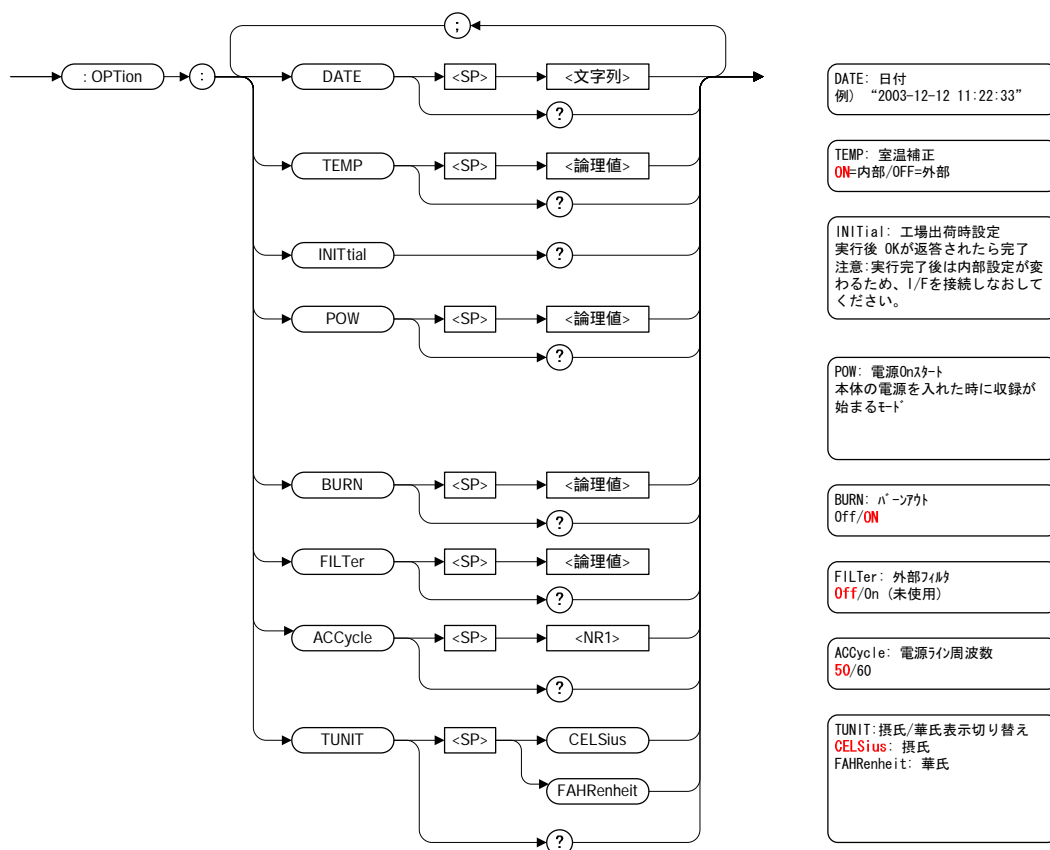 ;
: OPTion
:
DATE
<SP>
<文字列>
?
TEMP
<SP>
<論理値>
?
INITtial
?
POW
<SP>
<論理値>
?
BURN
<SP>
<論理値>
?
FILTer
<SP>
<論理値>
?
ACCycle
<SP>
<NR1>
?
TUNIT
<SP>
CELSius
FAHRenheit
?
DATE: 日付
例) “2003-12-12 11:22:33”
TEMP: 室温補正
ON=内部/OFF=外部
INITial: 工場出荷時設定
実行後 OKが返答されたら完了
注意:実行完了後は内部設定が変
わるため、I/Fを接続しなおして
ください。
POW: 電源Onｽﾀｰﾄ
本体の電源を入れた時に収録が
始まるﾓｰﾄﾞ
BURN: ﾊﾞｰﾝｱｳﾄ
Off/ON
FILTer: 外部ﾌｨﾙﾀ
Off/On (未使用)
ACCycle: 電源ﾗｲﾝ周波数
50/60
TUNIT:摂氏/華氏表示切り替え
CELSius: 摂氏
FAHRenheit: 華氏